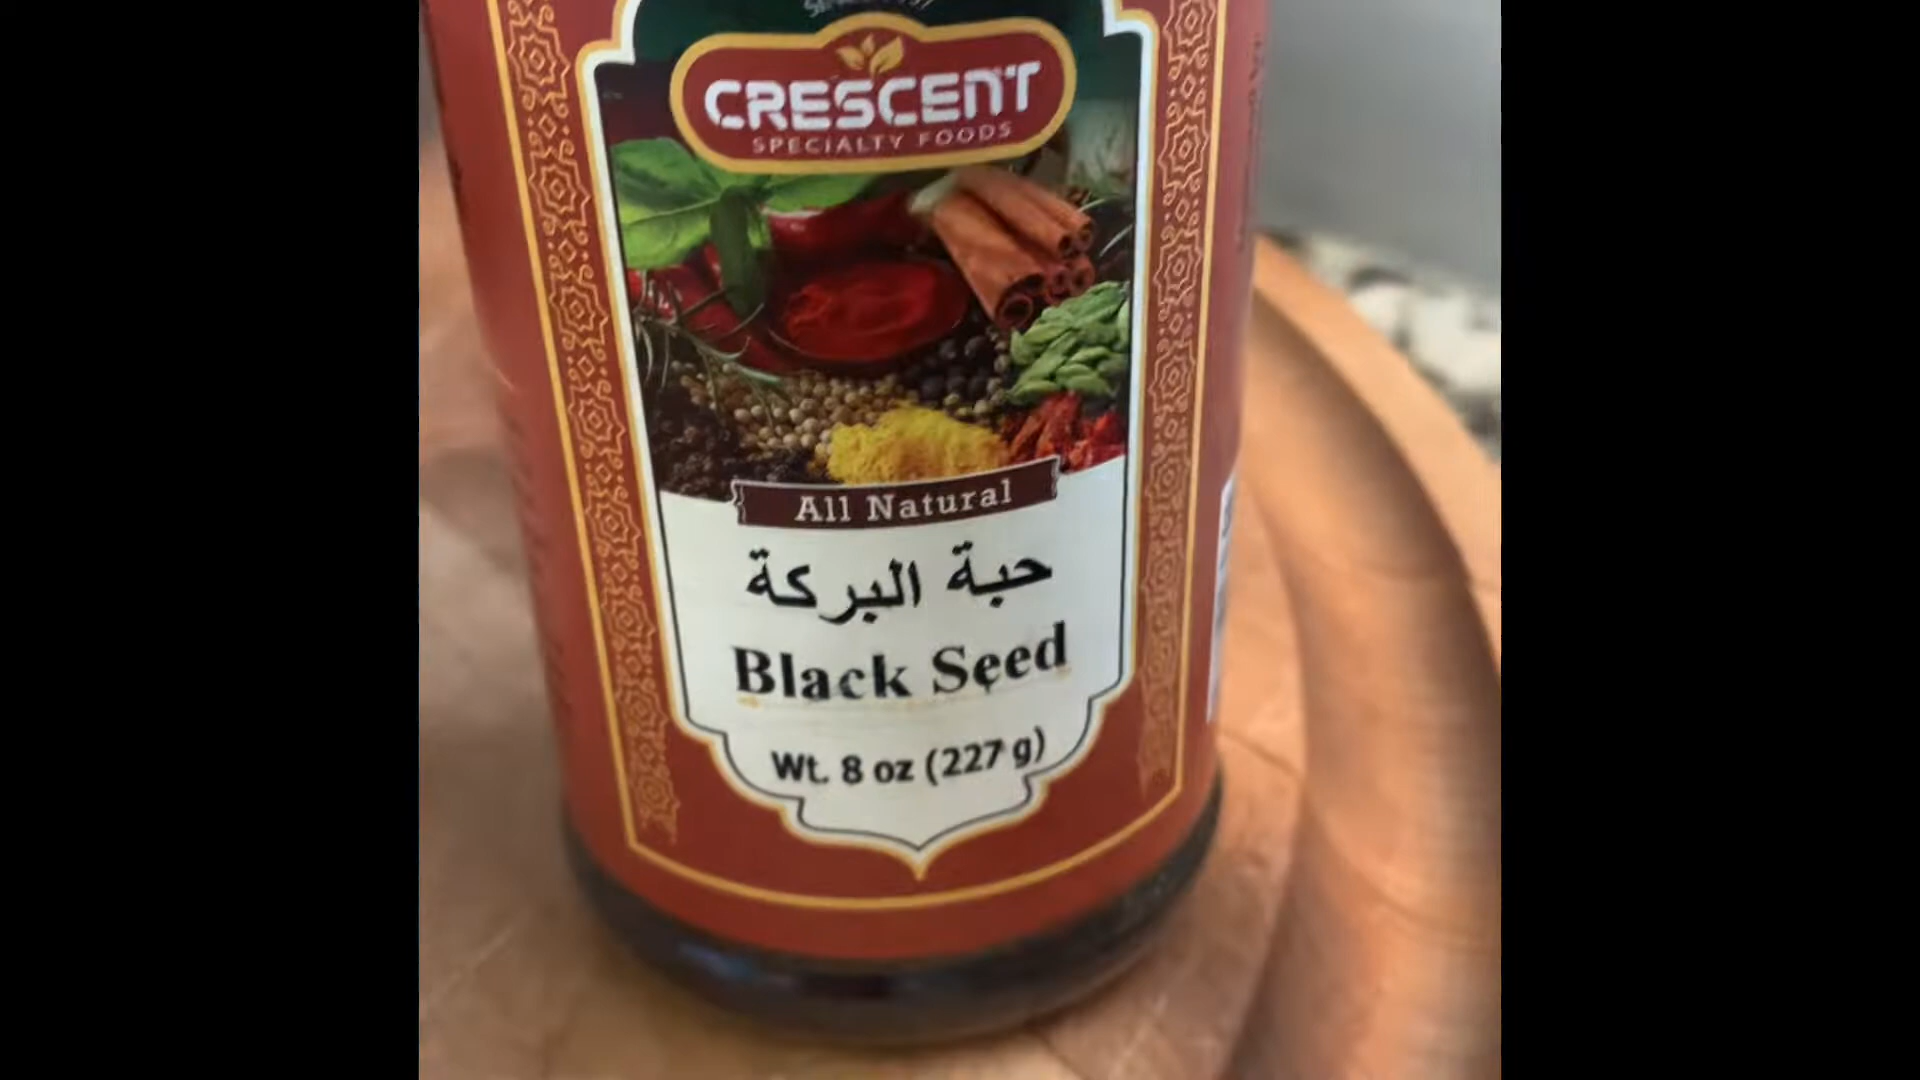 CRESCENT
SPECIALTY FOODS
All Natural
حبة البركة
Black Seed
Wt. 8 oz (227 g)